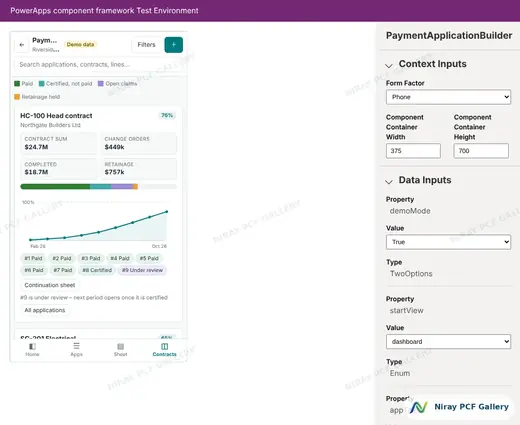 PowerApps component framework Test Environment
←
Paym...
Riversid...
Demo data
Filters
+
Search applications, contracts, lines...
Paid
Certified, not paid
Open claims
Retainage held
HC-100 Head contract
76%
Northgate Builders Ltd
CONTRACT SUM
$24.7M
CHANGE ORDERS
$449k
COMPLETED
$18.7M
RETAINAGE
$757k
100%
Feb 26
Oct 26
#1 Paid
#2 Paid
#3 Paid
#4 Paid
#5 Paid
#6 Paid
#7 Paid
#8 Certified
#9 Under review
Continuation sheet
#9 is under review – next period opens once it is certified
All applications
SC-201 Electrical
Home
Apps
Sheet
Contracts
PaymentApplicationBuilder
Context Inputs
Form Factor
Phone
Component
Container
Width
Component
Container
Height
375
700
Data Inputs
Property
demoMode
Value
True
Type
TwoOptions
Property
startView
Value
dashboard
Type
Enum
Property
app
Niray PCF Gallery
NIRAY PCF GALLERY